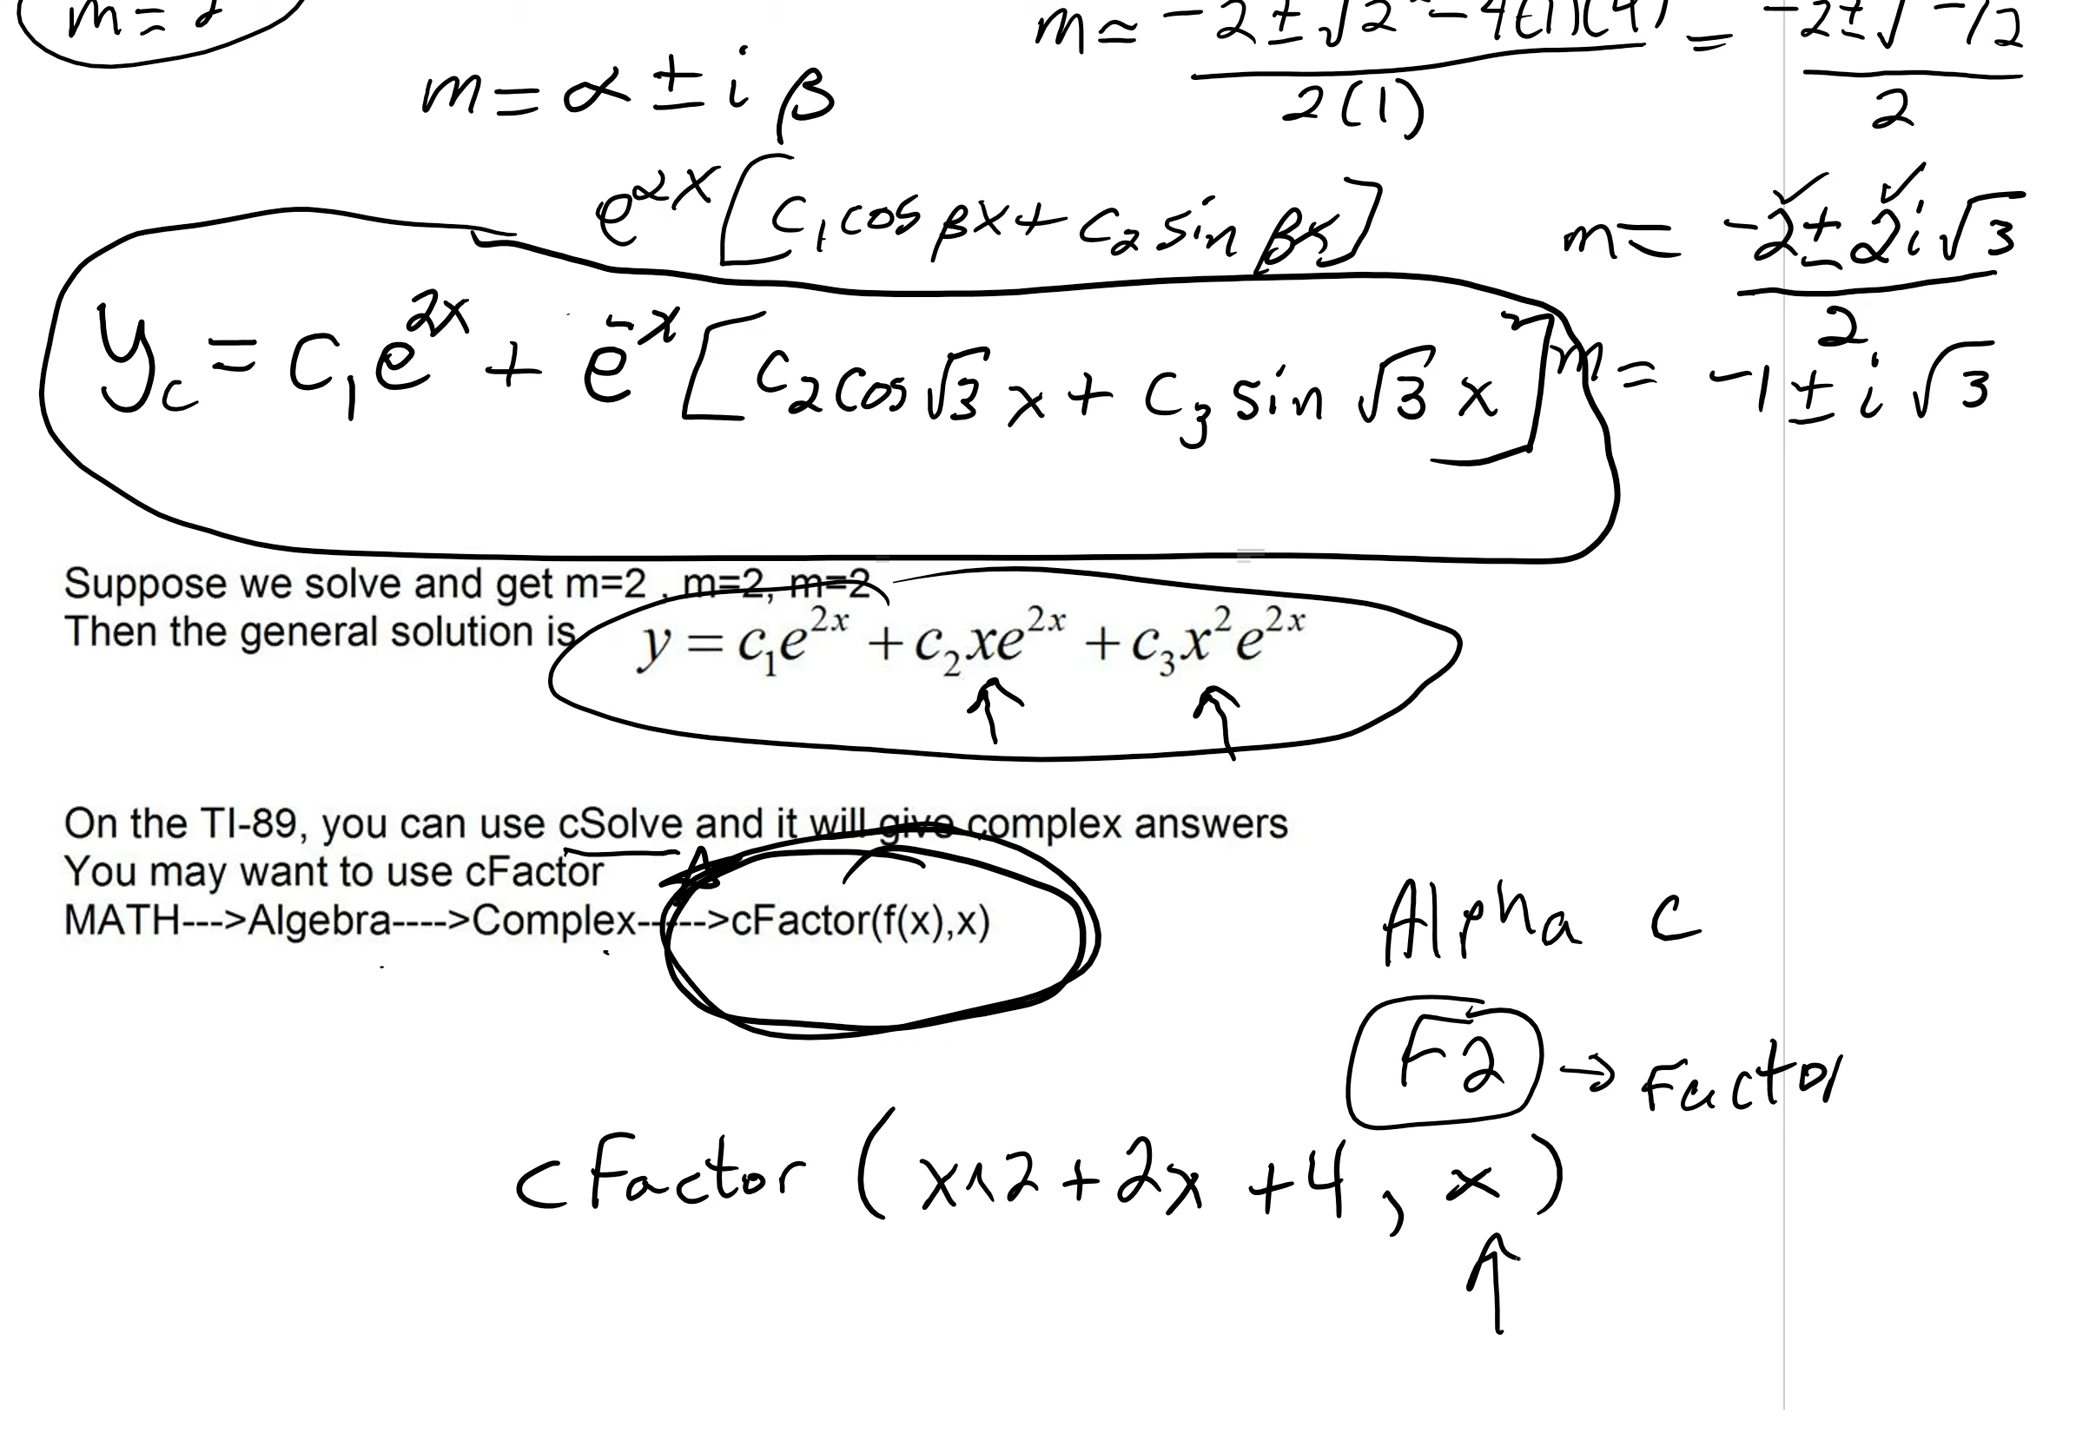 m = 2
m = -2 ± √2² - 4(1)(4) / 2(1) = -2 ± √-12 / 2
m = α ± i β
e^αx [c₁ cos βx + c₂ sin βx]
m = -2 ± 2i√3 / 2
y_c = c₁e^2x + e^-x [c₂ cos √3 x + c₃ sin √3 x]
m = -1 ± i √3
Suppose we solve and get m=2 , m=2, m=2
Then the general solution is y = c₁e^2x + c₂xe^2x + c₃x²e^2x
On the TI-89, you can use cSolve and it will give complex answers
You may want to use cFactor
MATH--->Algebra---->Complex----->cFactor(f(x),x)
Alpha c
F2 → Factor
cFactor (x^2+2x +4, x)